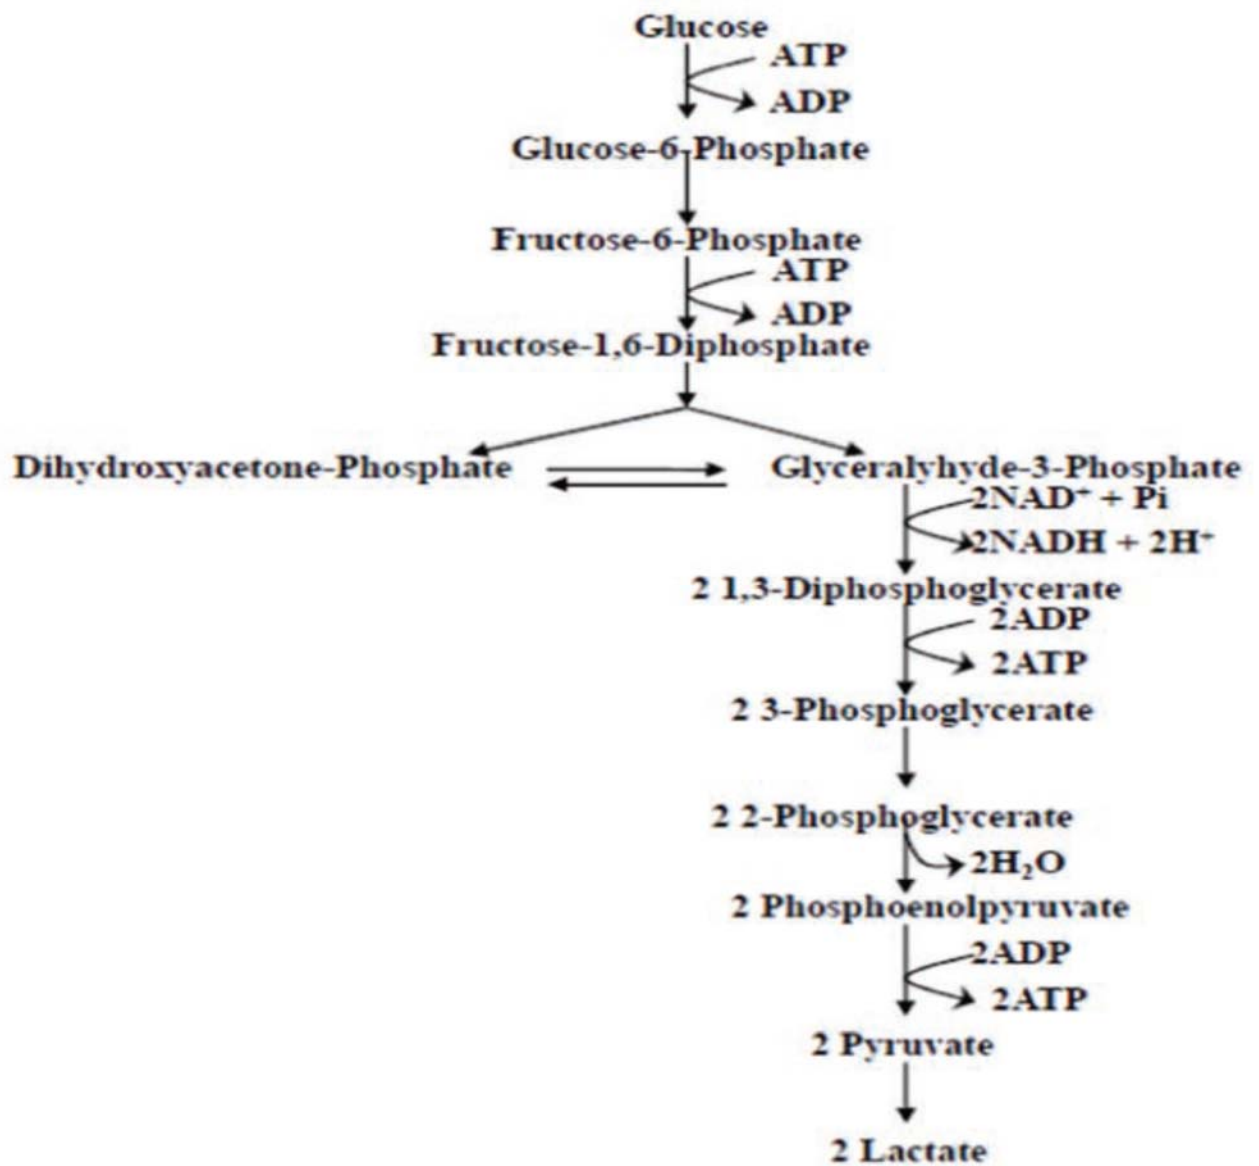 Glucose
ATP
ADP
Glucose-6-Phosphate
Fructose-6-Phosphate
ATP
ADP
Fructose-1,6-Diphosphate
Dihydroxyacetone-Phosphate
Glyceralyhyde-3-Phosphate
2NAD⁺ + Pi
2NADH + 2H⁺
2 1,3-Diphosphoglycerate
2ADP
2ATP
2 3-Phosphoglycerate
2 2-Phosphoglycerate
2H₂O
2 Phosphoenolpyruvate
2ADP
2ATP
2 Pyruvate
2 Lactate